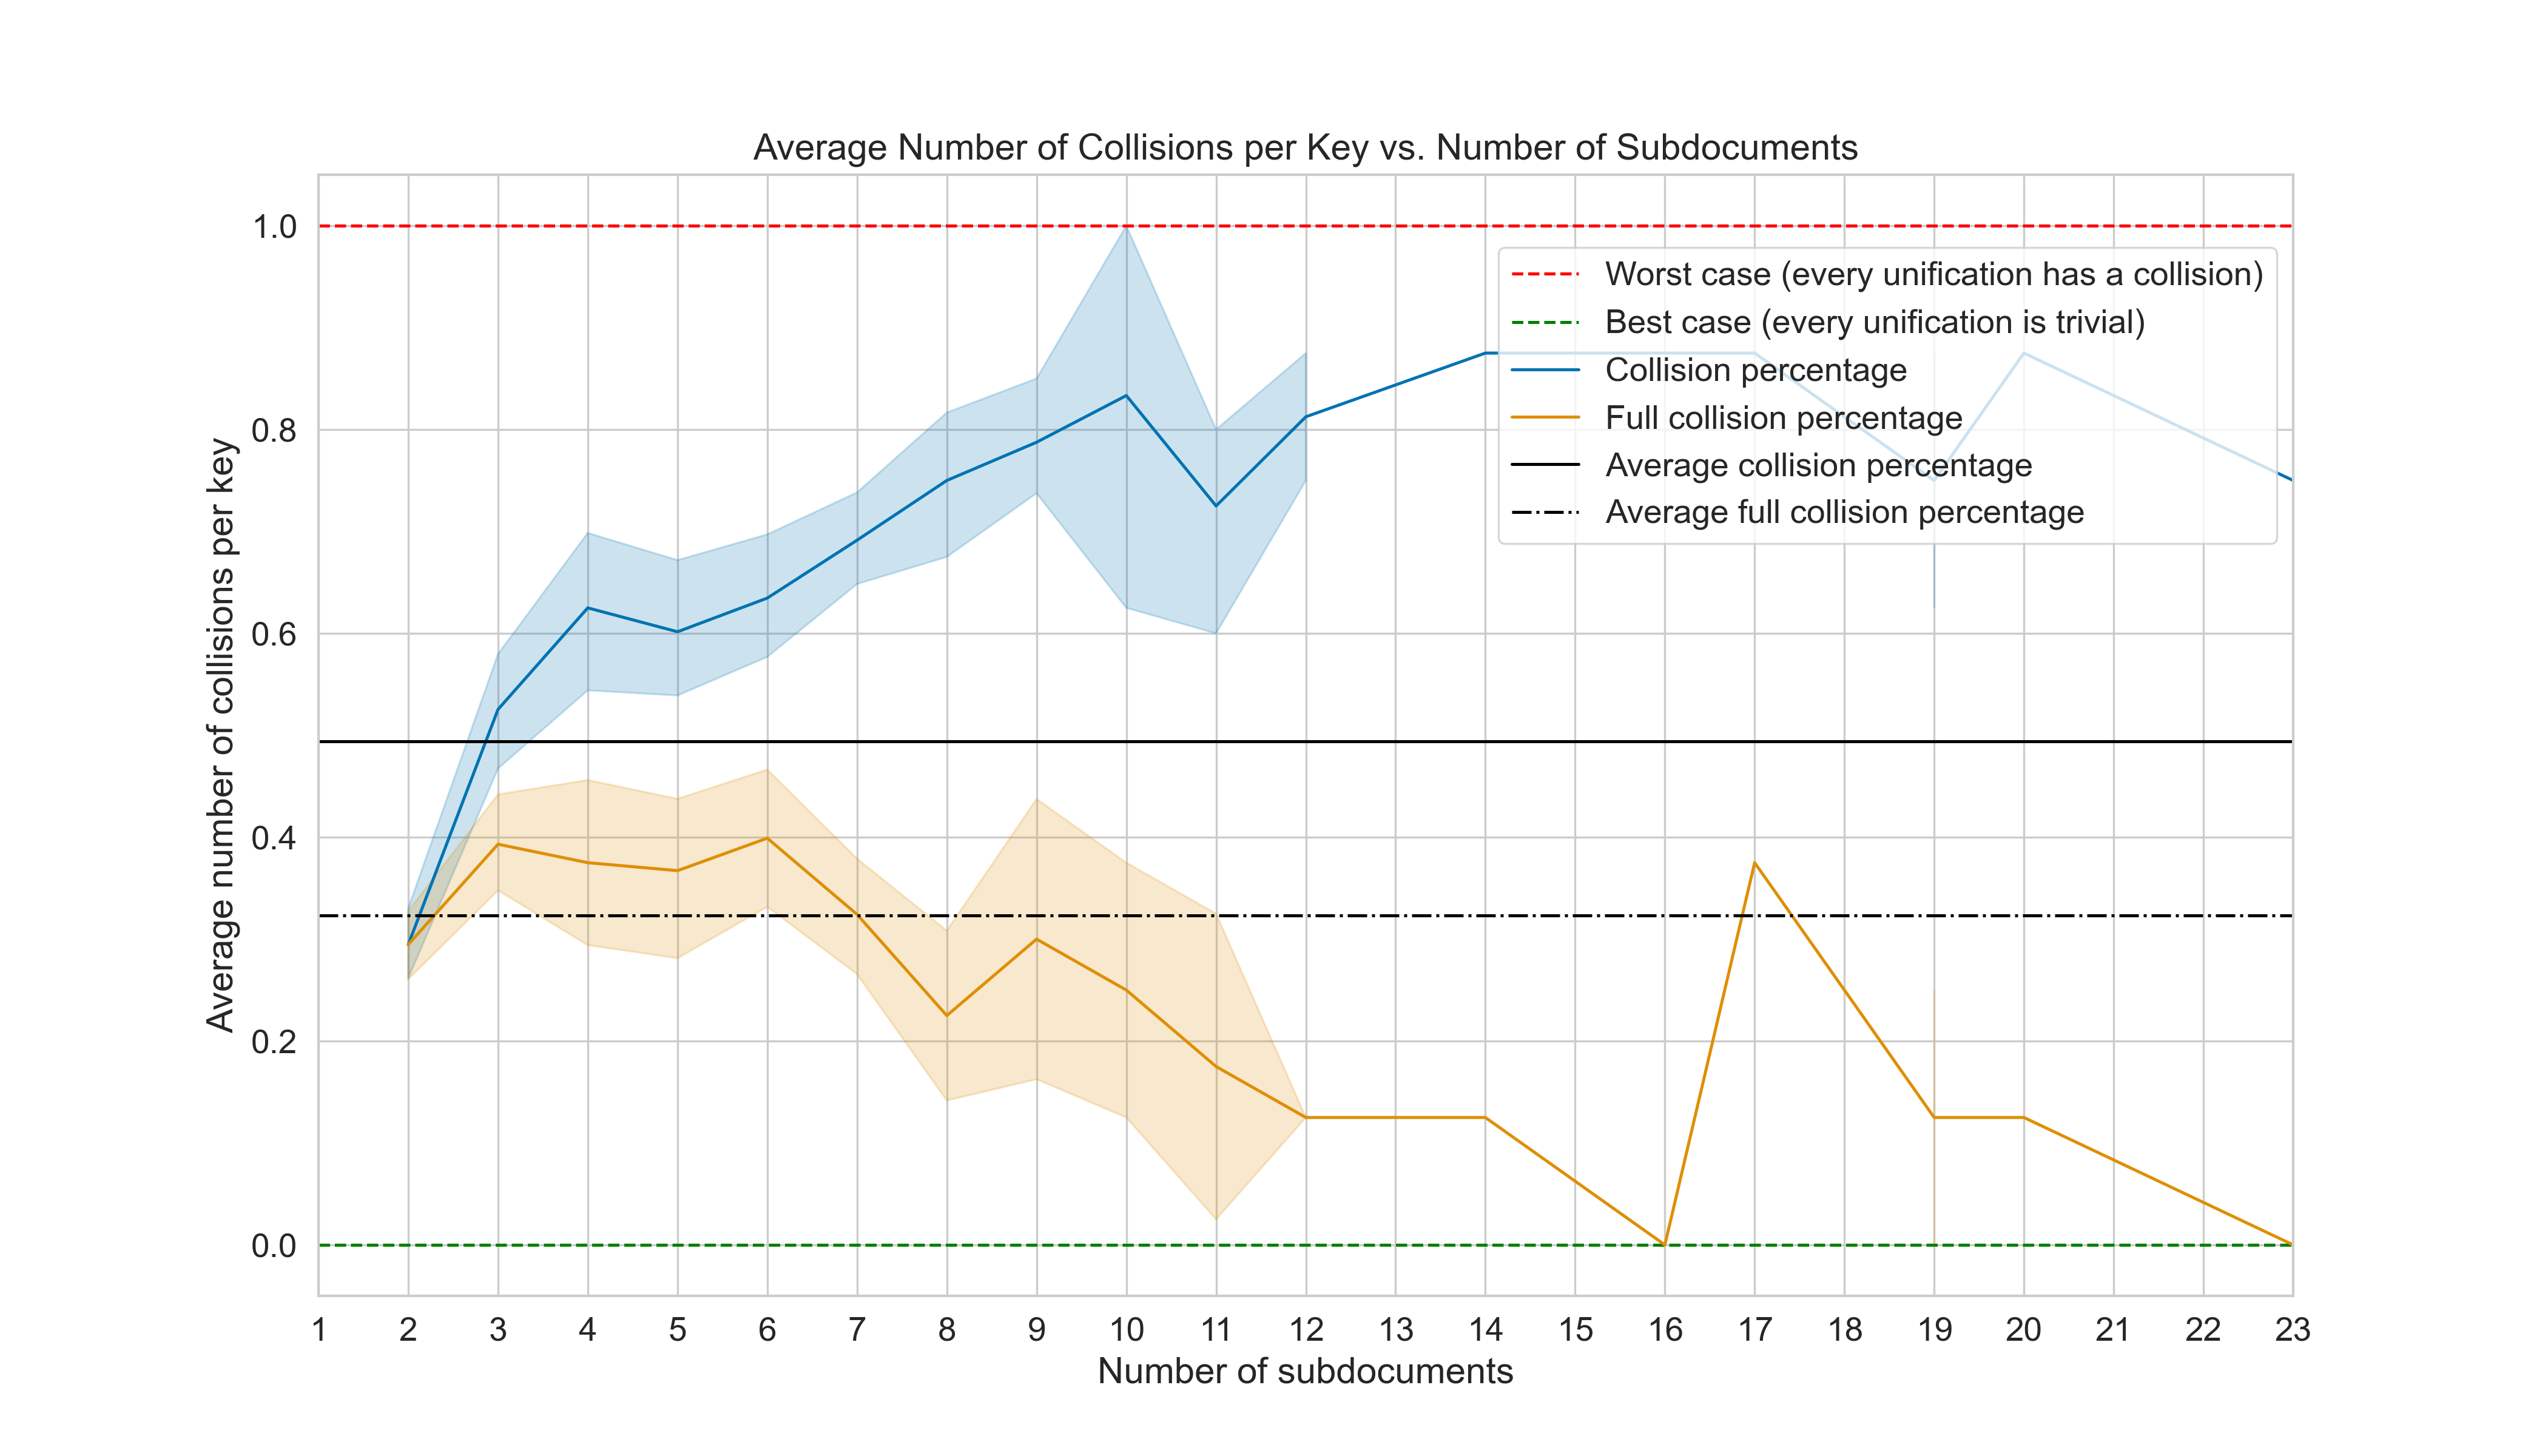 Average Number of Collisions per Key vs. Number of Subdocuments
Average number of collisions per key
1.0
0.8
0.6
0.4
0.2
0.0
Worst case (every unification has a collision)
Best case (every unification is trivial)
Collision percentage
Full collision percentage
Average collision percentage
Average full collision percentage
1 2 3 4 5 6 7 8 9 10 11 12 13 14 15 16 17 18 19 20 21 22 23
Number of subdocuments